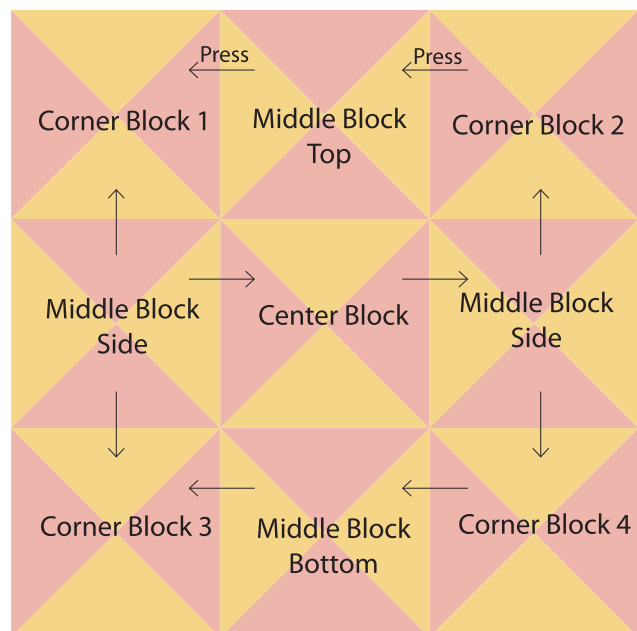 Press
Press
Corner Block 1
Middle Block
Top
Corner Block 2
Middle Block
Side
Center Block
Middle Block
Side
Corner Block 3
Middle Block
Bottom
Corner Block 4